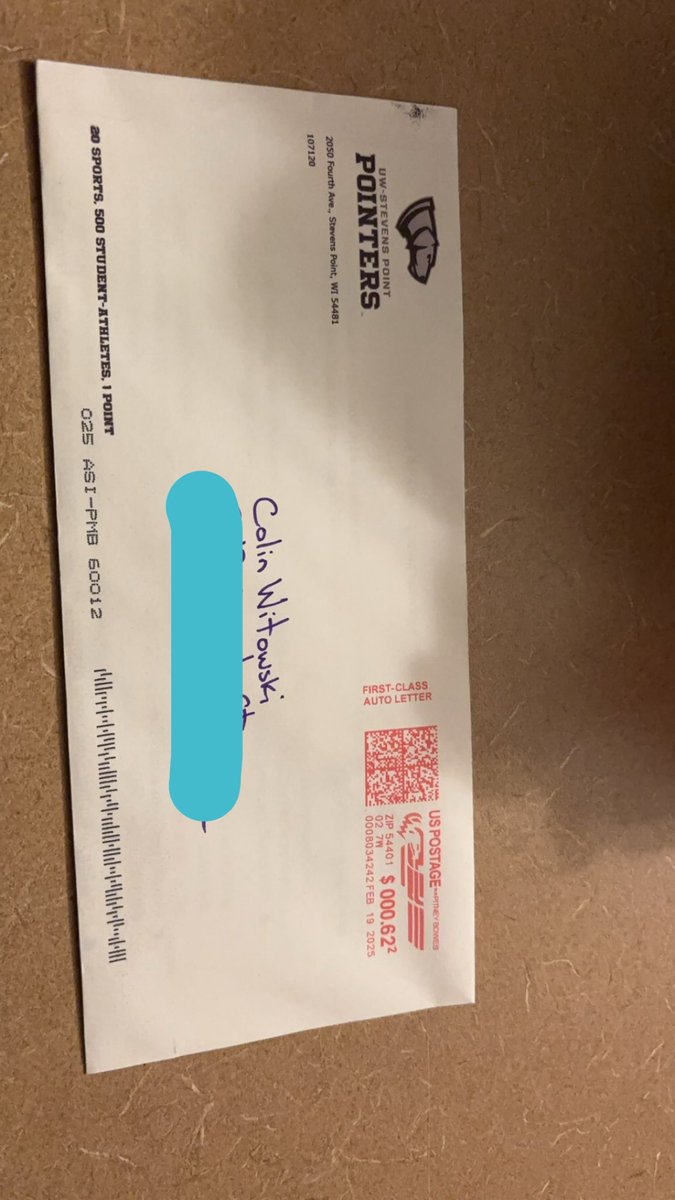 UW-STEVENS POINT
POINTERS
2050 Fourth Ave., Stevens Point, WI 54481
107120
FIRST-CLASS
AUTO LETTER
US POSTAGE PITNEY BOWES
ZIP 54401 $ 000.62²
02 7W
0008034242 FEB 19 2025
Colin Witowski
St
20 SPORTS, 500 STUDENT-ATHLETES, 1 POINT
025 ASI-PMB 60012